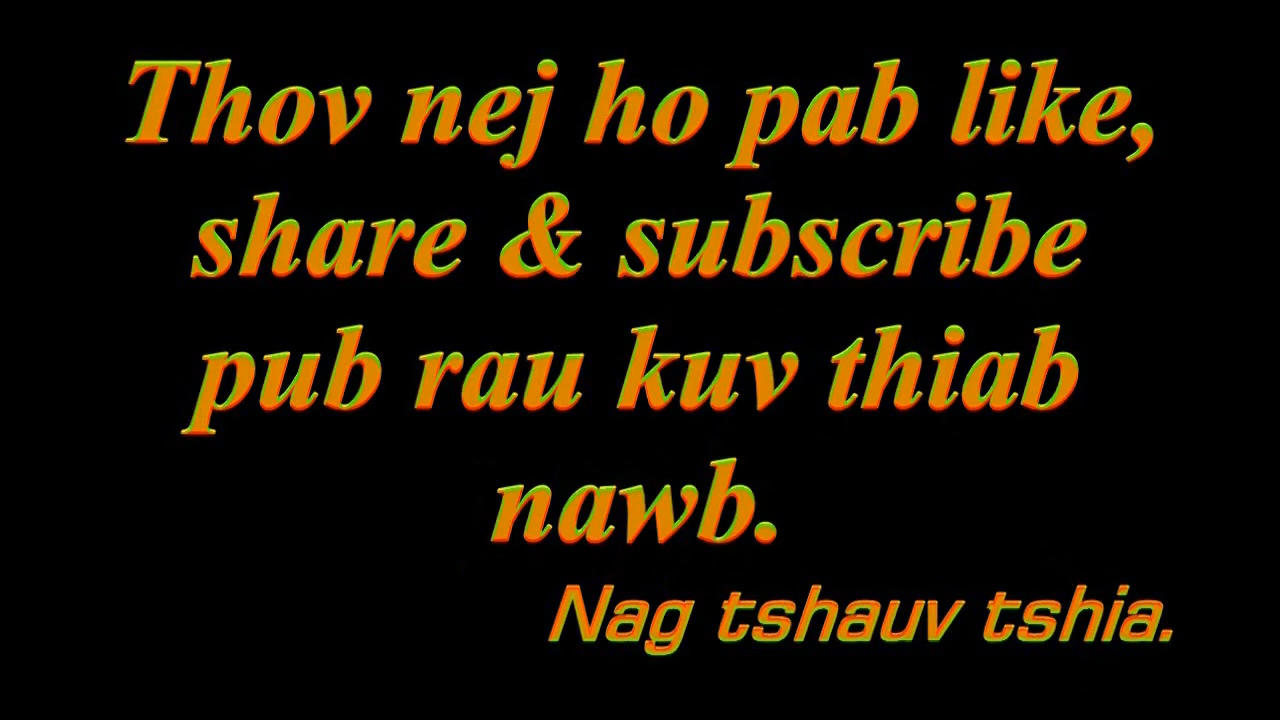 Thov nej ho pab like,
share & subscribe
pub rau kuv thiab
nawb.
Nag tshauv tshia.